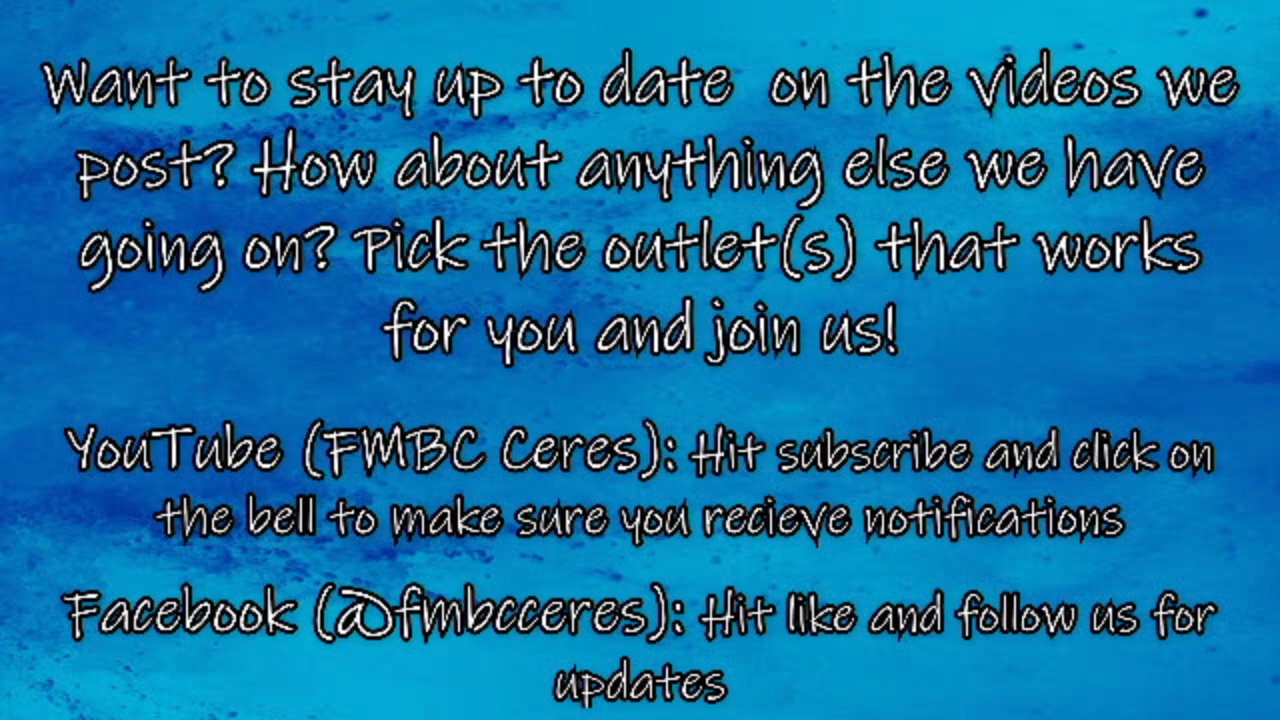 Want to stay up to date on the videos we
post? How about anything else we have
going on? Pick the outlet(s) that works
for you and join us!
YouTube (FMBC Ceres): Hit subscribe and click on
the bell to make sure you recieve notifications
Facebook (@fmbcceres): Hit like and follow us for
updates